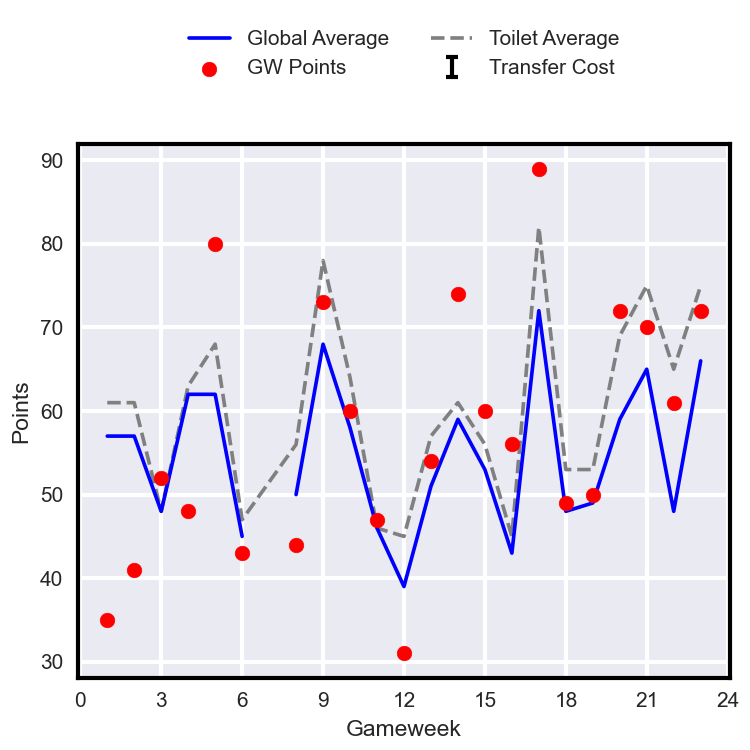 Global Average
Toilet Average
GW Points
Transfer Cost
90
80
70
60
50
40
30
Points
0 3 6 9 12 15 18 21 24
Gameweek